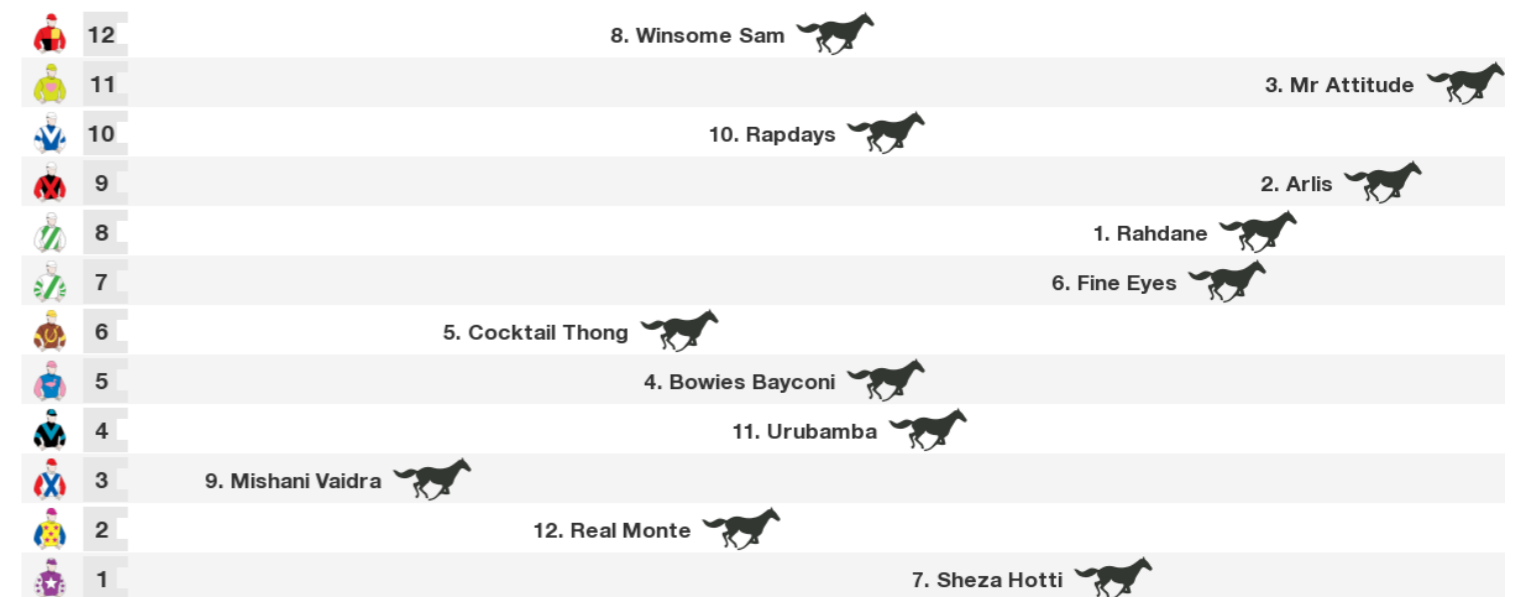 12 8. Winsome Sam
11 3. Mr Attitude
10 10. Rapdays
9 2. Arlis
8 1. Rahdane
7 6. Fine Eyes
6 5. Cocktail Thong
5 4. Bowies Bayconi
4 11. Urubamba
3 9. Mishani Vaidra
2 12. Real Monte
1 7. Sheza Hotti